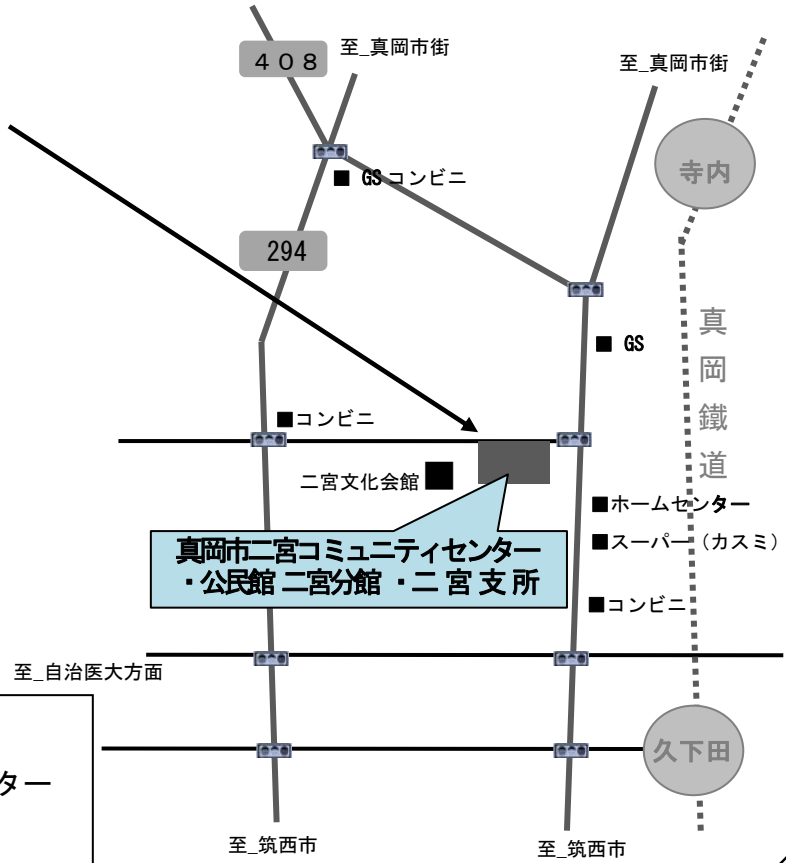 ４０８
至_真岡市街
至_真岡市街
寺内
■ GSコンビニ
294
真岡鐵道
■ GS
■コンビニ
二宮文化会館
■ホームセンター
■スーパー（カスミ）
真岡市二宮コミュニティセンター
・公民館 二宮分館 ・二宮支所
■コンビニ
至_自治医大方面
久下田
ター
至_筑西市
至_筑西市